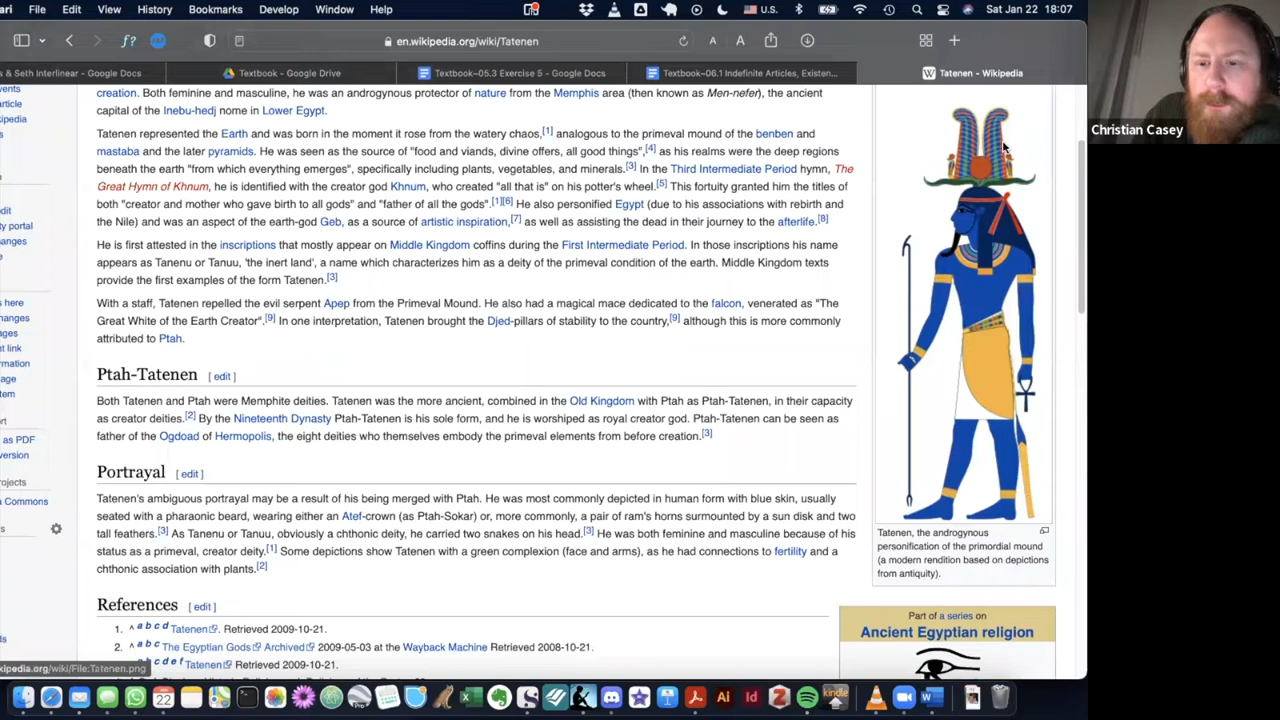 ari File Edit View History Bookmarks Develop Window Help U.S. Sat Jan 22 18:07
en.wikipedia.org/wiki/Tatenen A A
s & Seth Interlinear - Google Docs Textbook - Google Drive Textbook~05.3 Exercise 5 - Google Docs Textbook~06.1 Indefinite Articles, Existen... Tatenen - Wikipedia
Christian Casey
vents
article
kipedia
s
dit
ty portal
hanges
e
s here
hanges
ages
nt link
rmation
age
tem
rt
as PDF
version
rojects
a Commons
s
ds
creation. Both feminine and masculine, he was an androgynous protector of nature from the Memphis area (then known as Men-nefer), the ancient
capital of the Inebu-hedj nome in Lower Egypt.
Tatenen represented the Earth and was born in the moment it rose from the watery chaos,[1] analogous to the primeval mound of the benben and
mastaba and the later pyramids. He was seen as the source of "food and viands, divine offers, all good things",[4] as his realms were the deep regions
beneath the earth "from which everything emerges", specifically including plants, vegetables, and minerals.[3] In the Third Intermediate Period hymn, The
Great Hymn of Khnum, he is identified with the creator god Khnum, who created "all that is" on his potter's wheel.[5] This fortuity granted him the titles of
both "creator and mother who gave birth to all gods" and "father of all the gods".[1][6] He also personified Egypt (due to his associations with rebirth and
the Nile) and was an aspect of the earth-god Geb, as a source of artistic inspiration,[7] as well as assisting the dead in their journey to the afterlife.[8]
He is first attested in the inscriptions that mostly appear on Middle Kingdom coffins during the First Intermediate Period. In those inscriptions his name
appears as Tanenu or Tanuu, 'the inert land', a name which characterizes him as a deity of the primeval condition of the earth. Middle Kingdom texts
provide the first examples of the form Tatenen.[3]
With a staff, Tatenen repelled the evil serpent Apep from the Primeval Mound. He also had a magical mace dedicated to the falcon, venerated as "The
Great White of the Earth Creator".[9] In one interpretation, Tatenen brought the Djed-pillars of stability to the country,[9] although this is more commonly
attributed to Ptah.
Ptah-Tatenen [ edit ]
Both Tatenen and Ptah were Memphite deities. Tatenen was the more ancient, combined in the Old Kingdom with Ptah as Ptah-Tatenen, in their capacity
as creator deities.[2] By the Nineteenth Dynasty Ptah-Tatenen is his sole form, and he is worshiped as royal creator god. Ptah-Tatenen can be seen as
father of the Ogdoad of Hermopolis, the eight deities who themselves embody the primeval elements from before creation.[3]
Portrayal [ edit ]
Tatenen's ambiguous portrayal may be a result of his being merged with Ptah. He was most commonly depicted in human form with blue skin, usually
seated with a pharaonic beard, wearing either an Atef-crown (as Ptah-Sokar) or, more commonly, a pair of ram's horns surmounted by a sun disk and two
tall feathers.[3] As Tanenu or Tanuu, obviously a chthonic deity, he carried two snakes on his head.[3] He was both feminine and masculine because of his
status as a primeval, creator deity.[1] Some depictions show Tatenen with a green complexion (face and arms), as he had connections to fertility and a
chthonic association with plants.[2]
References [ edit ]
1. ^ a b c d Tatenen. Retrieved 2009-10-21.
2. ^ a b c The Egyptian Gods Archived 2009-05-03 at the Wayback Machine Retrieved 2008-10-21.
b c d e f Tatenen Retrieved 2009-10-21.
Tatenen, the androgynous
personification of the primordial mound
(a modern rendition based on depictions
from antiquity).
Part of a series on
Ancient Egyptian religion
kipedia.org/wiki/File:Tatenen.png